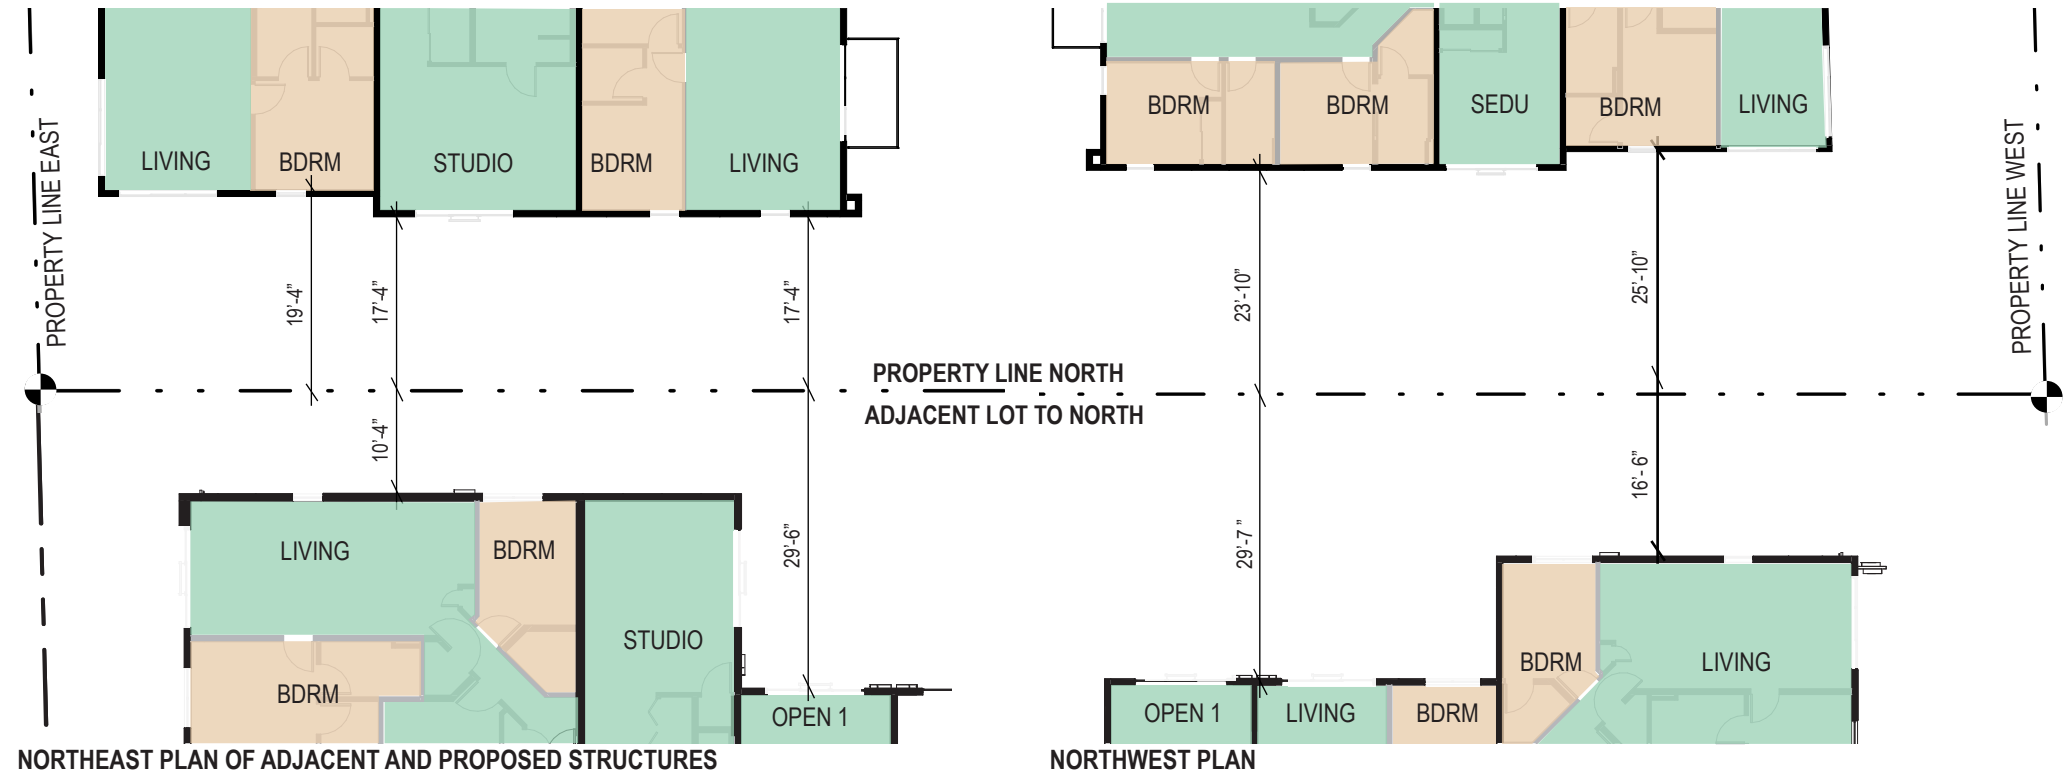 LIVING
BDRM
STUDIO
BDRM
LIVING
BDRM
BDRM
SEDU
BDRM
LIVING
PROPERTY LINE EAST
19'-4"
17'-4"
17'-4"
23'-10"
25'-10"
PROPERTY LINE WEST
PROPERTY LINE NORTH
ADJACENT LOT TO NORTH
10'-4"
29'-6"
29'-7 "
16'- 6"
LIVING
BDRM
STUDIO
BDRM
OPEN 1
OPEN 1
LIVING
BDRM
BDRM
LIVING
NORTHEAST PLAN OF ADJACENT AND PROPOSED STRUCTURES
NORTHWEST PLAN